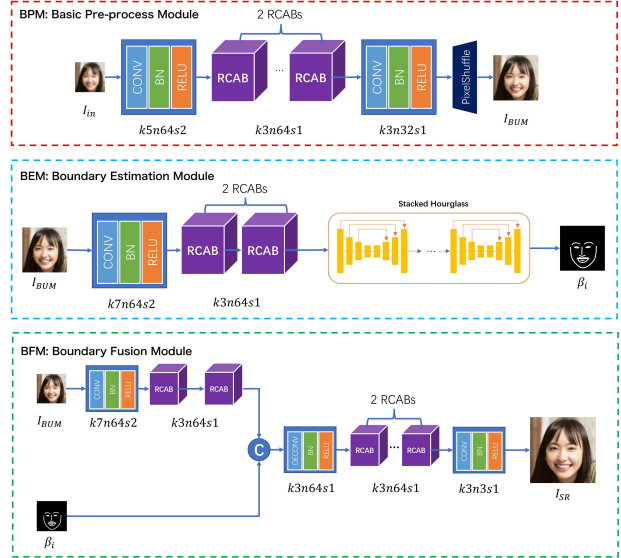 BPM: Basic Pre-process Module
2 RCABs
CONV
BN
RELU
RCAB
...
RCAB
CONV
BN
RELU
PixelShuffle
I_in
k5n64s2
k3n64s1
k3n32s1
I_BUM
BEM: Boundary Estimation Module
2 RCABs
Stacked Hourglass
CONV
BN
RELU
RCAB
RCAB
...
I_BUM
k7n64s2
k3n64s1
β_i
BFM: Boundary Fusion Module
CONV
BN
RELU
RCAB
RCAB
I_BUM
k7n64s2
k3n64s1
2 RCABs
C
DECONV
BN
RELU
RCAB
...
RCAB
CONV
BN
RELU
k3n64s1
k3n64s1
k3n3s1
I_SR
β_i